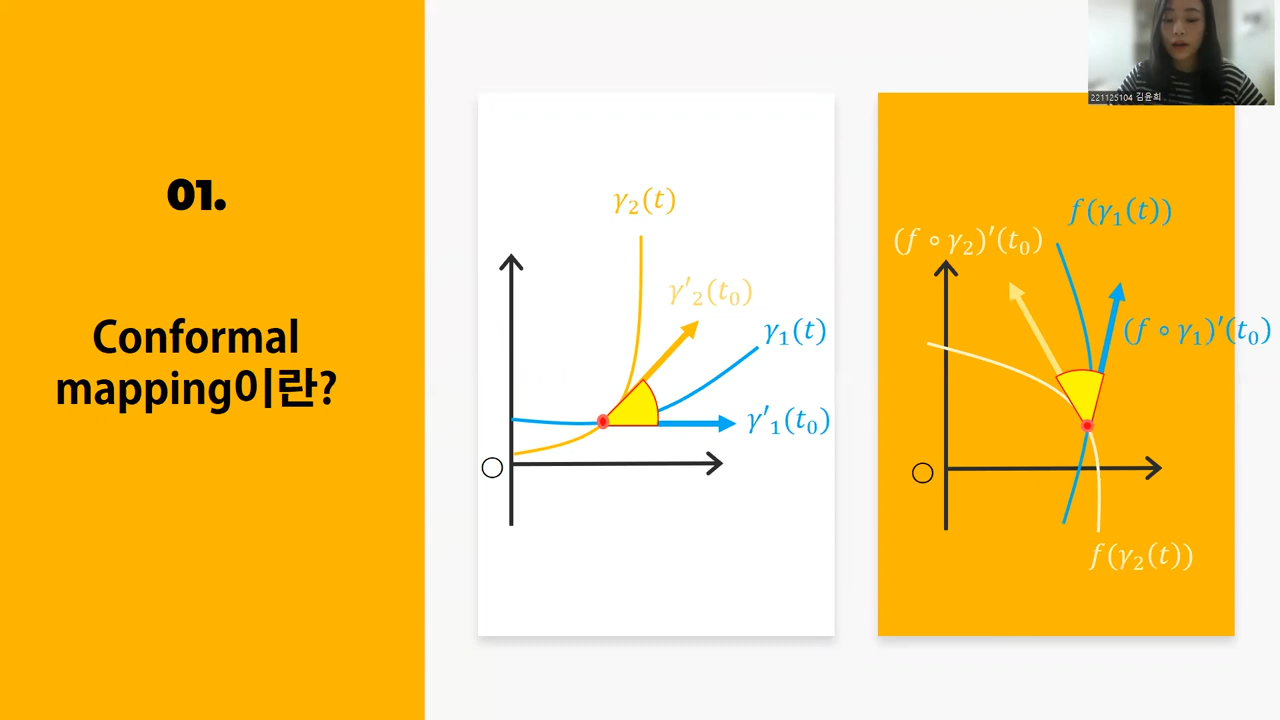 01.
Conformal
mapping이란?
γ₂(t)
γ'₂(t₀)
γ₁(t)
γ'₁(t₀)
O
221125104 김윤희
f(γ₁(t))
(f ∘ γ₂)′(t₀)
(f ∘ γ₁)′(t₀)
O
f(γ₂(t))